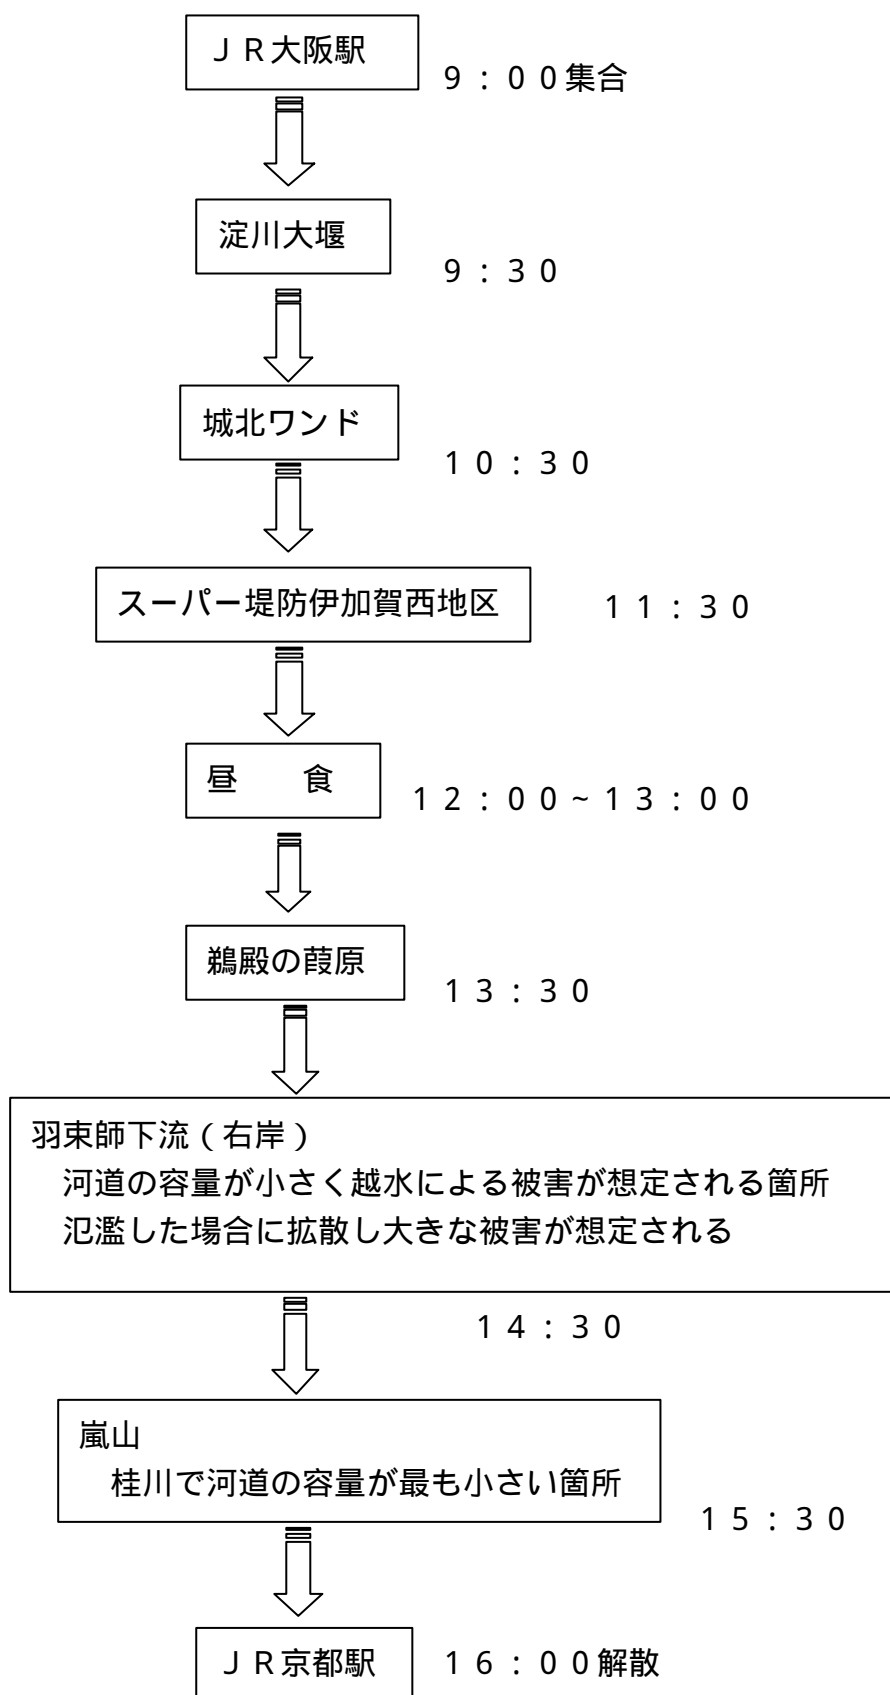 ＪＲ大阪駅
９：００集合
淀川大堰
９：３０
城北ワンド
１０：３０
スーパー堤防伊加賀西地区
１１：３０
昼　　食
１２：００～１３：００
鵜殿の葭原
１３：３０
羽束師下流（右岸）
河道の容量が小さく越水による被害が想定される箇所
氾濫した場合に拡散し大きな被害が想定される
１４：３０
嵐山
桂川で河道の容量が最も小さい箇所
１５：３０
ＪＲ京都駅
１６：００解散